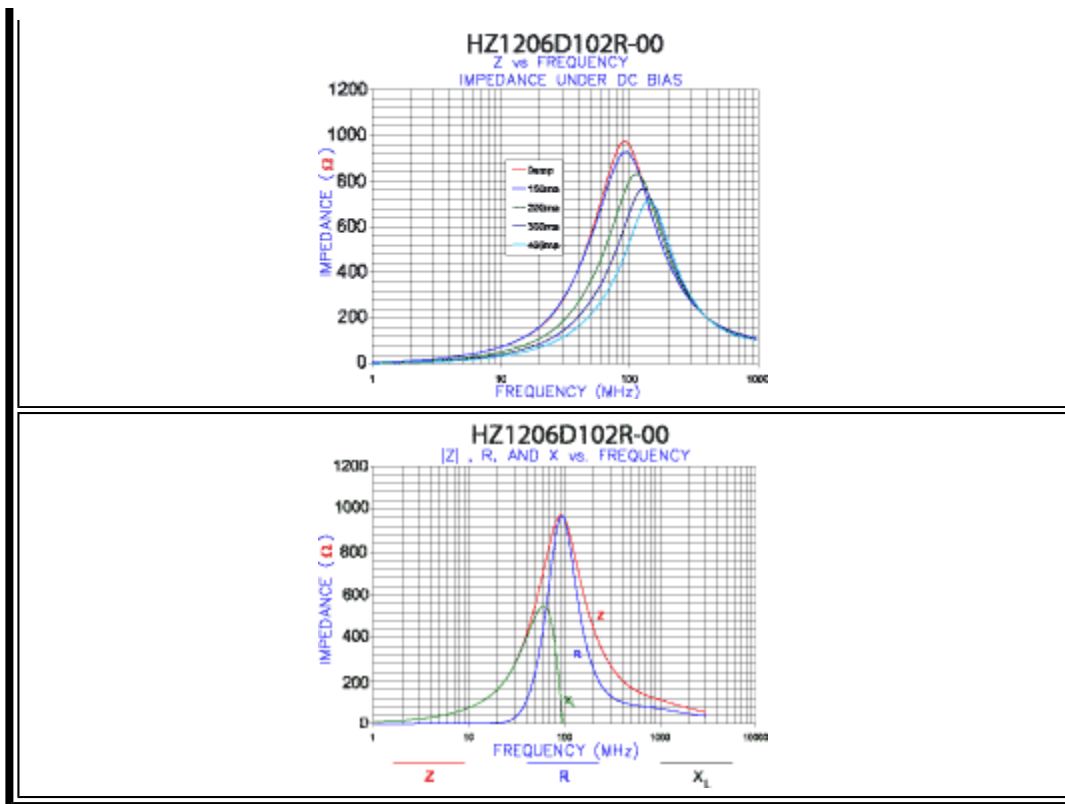 HZ1206D102R-00
Z vs FREQUENCY
IMPEDANCE UNDER DC BIAS
1200
1000
800
600
400
200
0
IMPEDANCE (Ω)
1 10 100 1000
FREQUENCY (MHz)
HZ1206D102R-00
|Z| , R, AND X vs. FREQUENCY
1200
1000
800
600
400
200
0
IMPEDANCE (Ω)
Z
R
X
1 10 100 1000 10000
FREQUENCY (MHz)
Z R XL